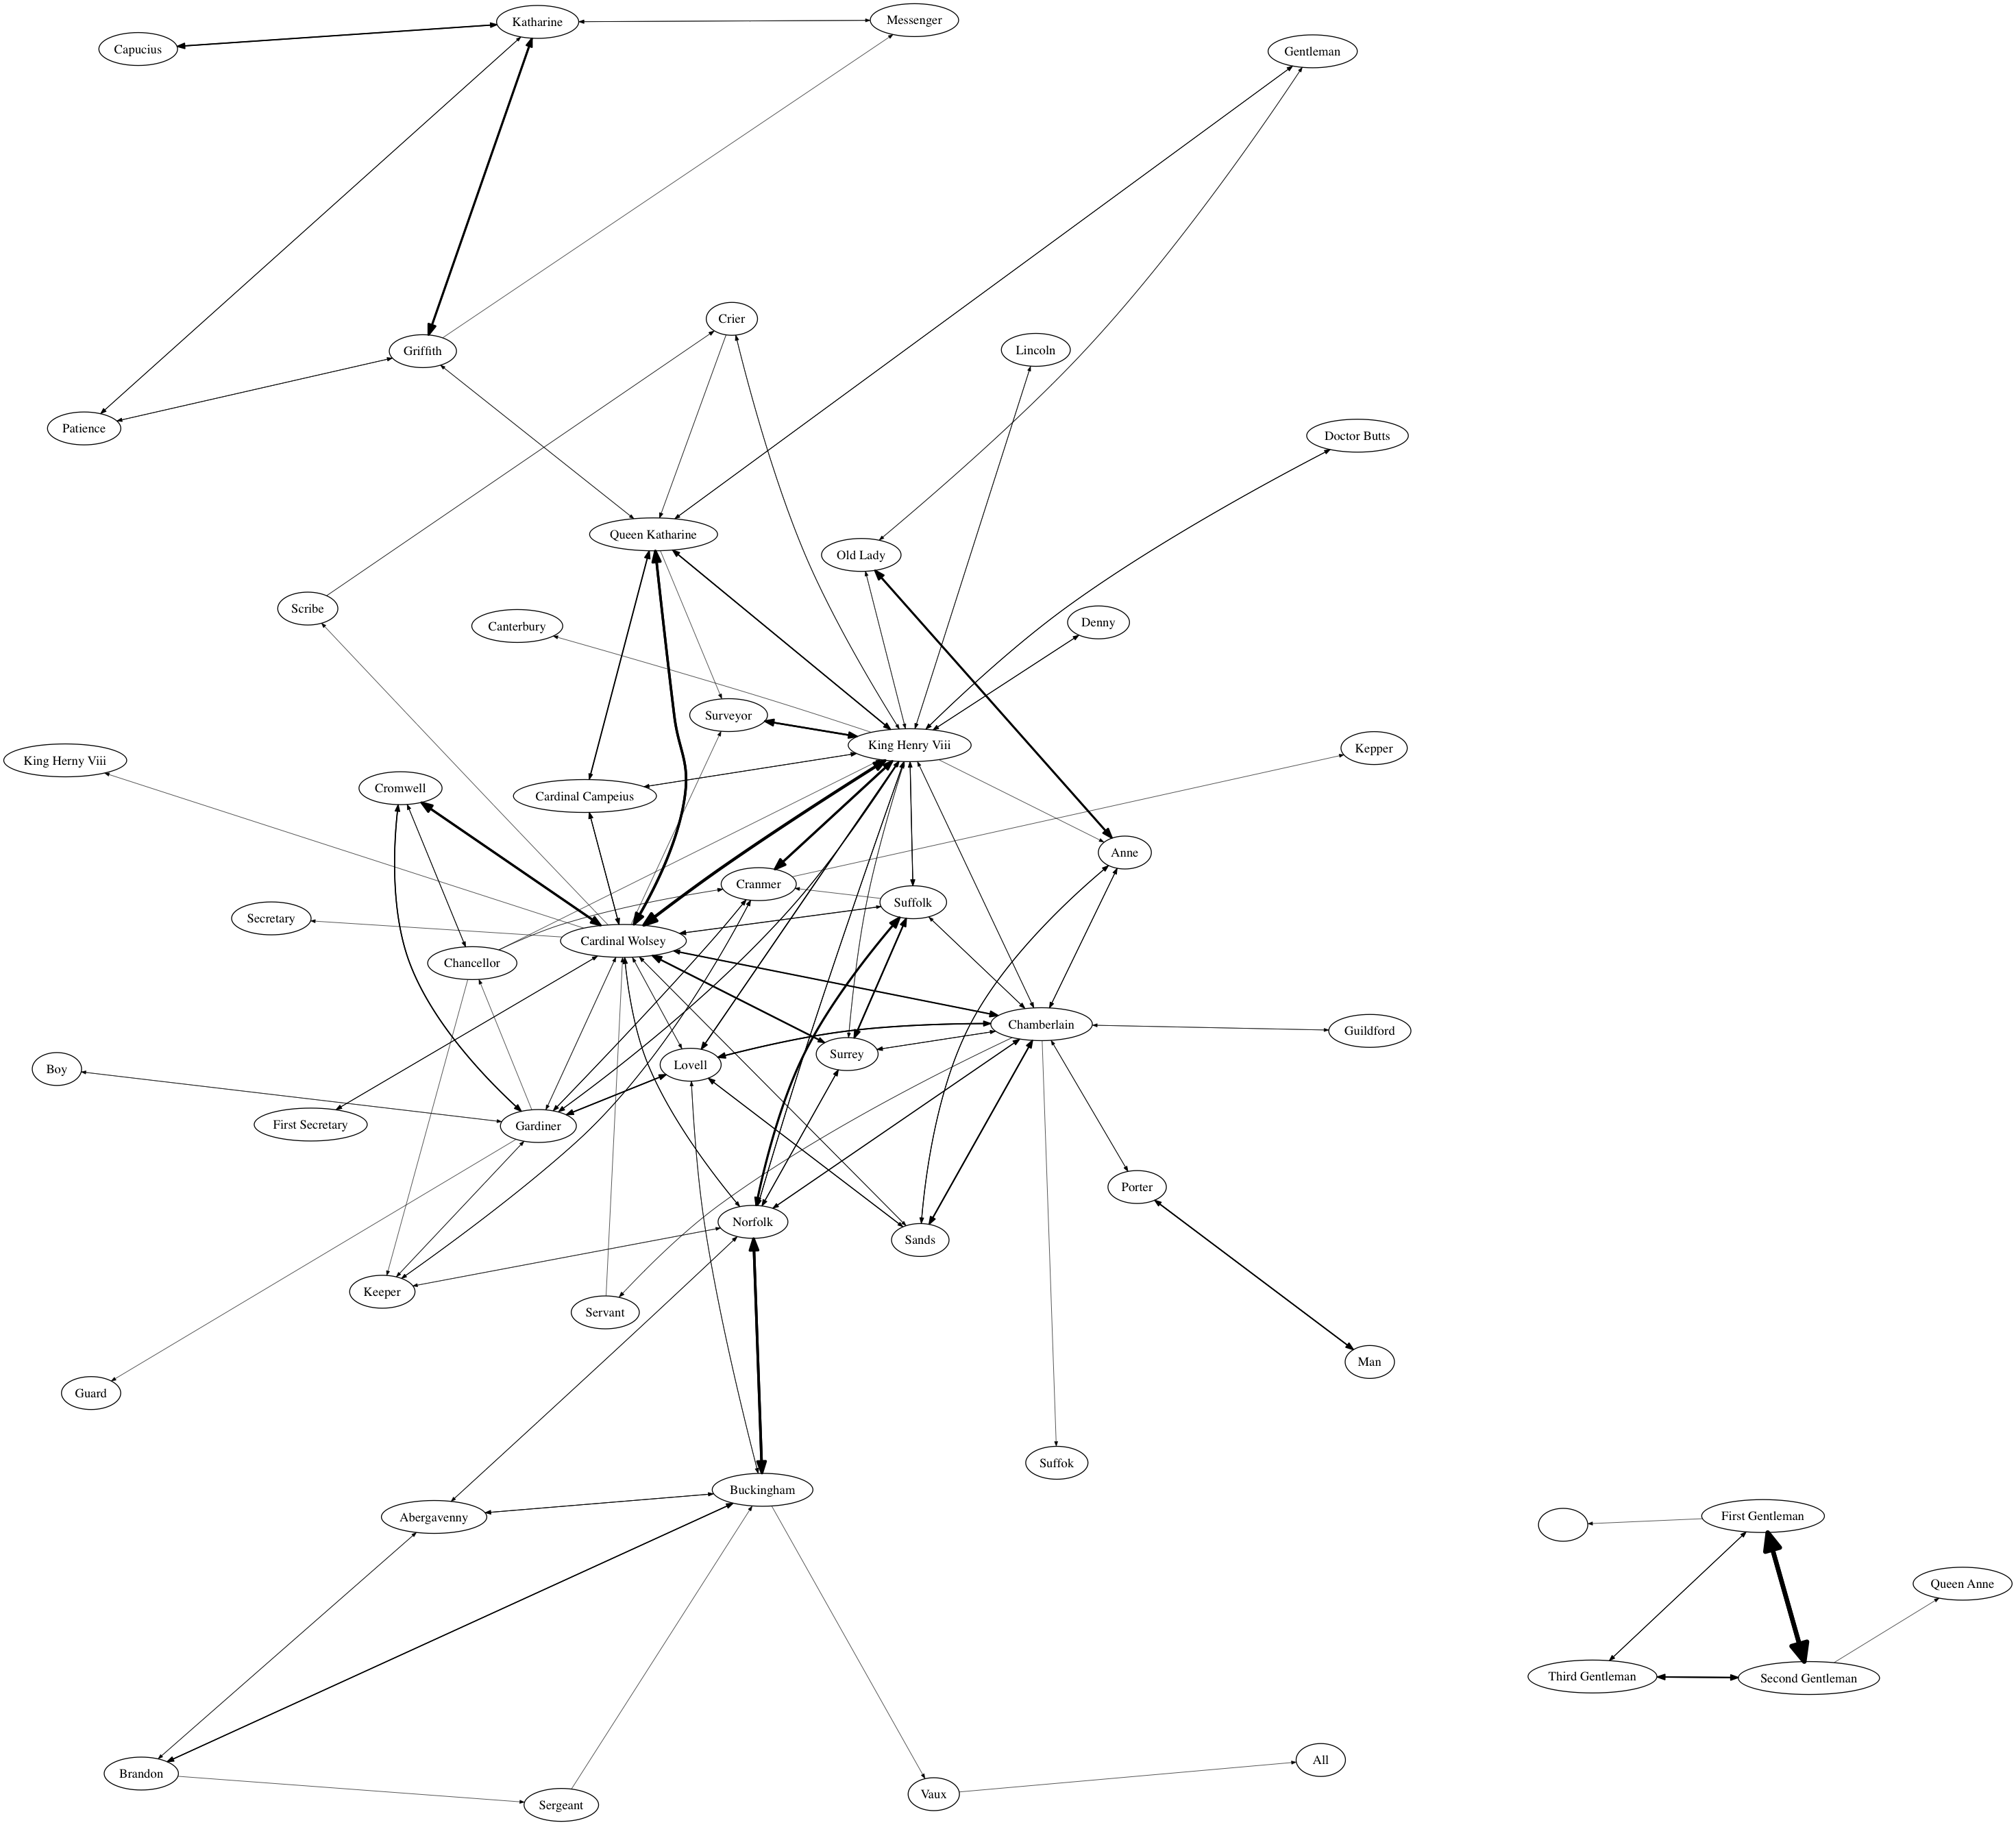 Katharine
Messenger
Capucius
Gentleman
Crier
Griffith
Lincoln
Patience
Doctor Butts
Queen Katharine
Old Lady
Scribe
Canterbury
Denny
Surveyor
King Henry Viii
Kepper
King Herny Viii
Cromwell
Cardinal Campeius
Anne
Cranmer
Suffolk
Secretary
Cardinal Wolsey
Chancellor
Chamberlain
Guildford
Surrey
Lovell
Boy
First Secretary
Gardiner
Porter
Norfolk
Sands
Keeper
Servant
Man
Guard
Suffok
Buckingham
Abergavenny
First Gentleman
Queen Anne
Third Gentleman
Second Gentleman
All
Brandon
Vaux
Sergeant